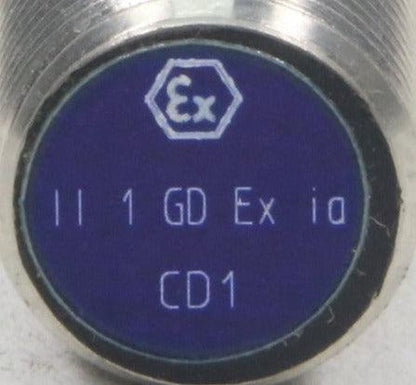 Ex
II 1 GD Ex ia
CD1